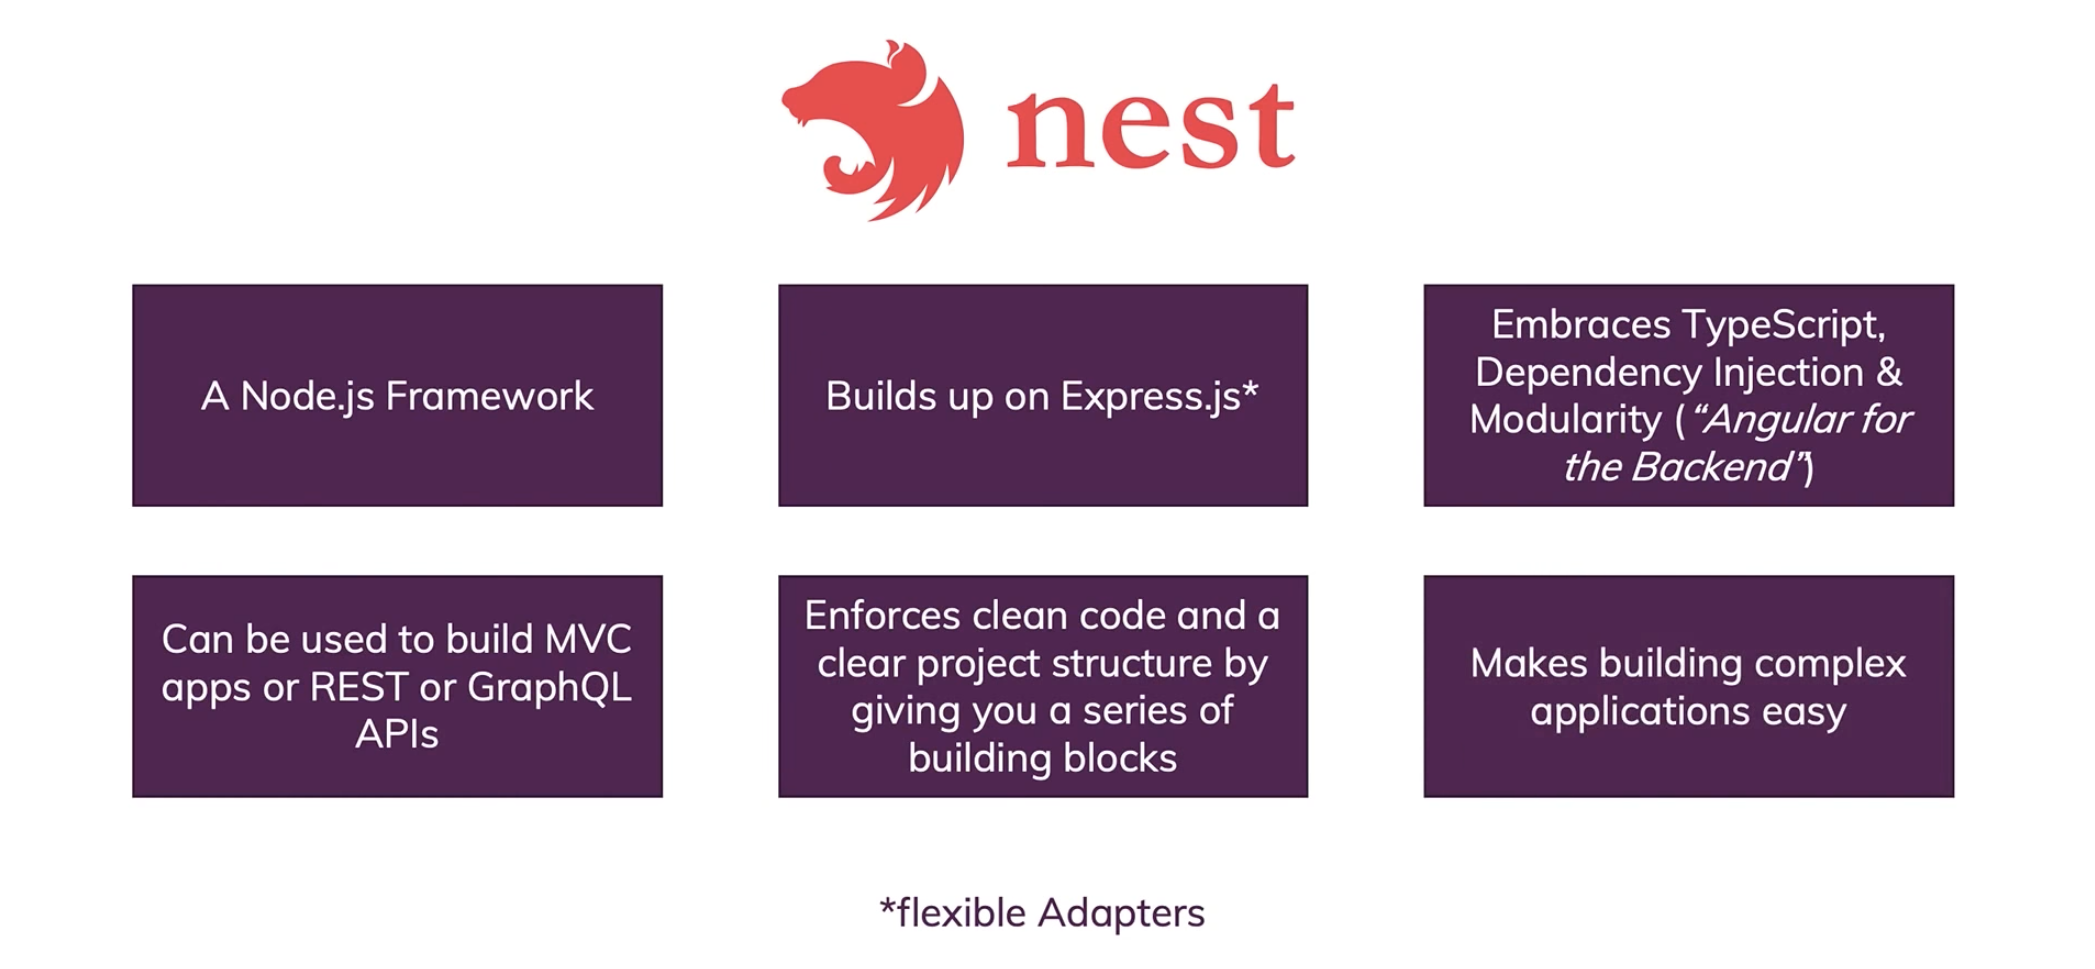 nest
A Node.js Framework
Builds up on Express.js*
Embraces TypeScript,
Dependency Injection &
Modularity (“Angular for
the Backend”)
Can be used to build MVC
apps or REST or GraphQL
APIs
Enforces clean code and a
clear project structure by
giving you a series of
building blocks
Makes building complex
applications easy
*flexible Adapters